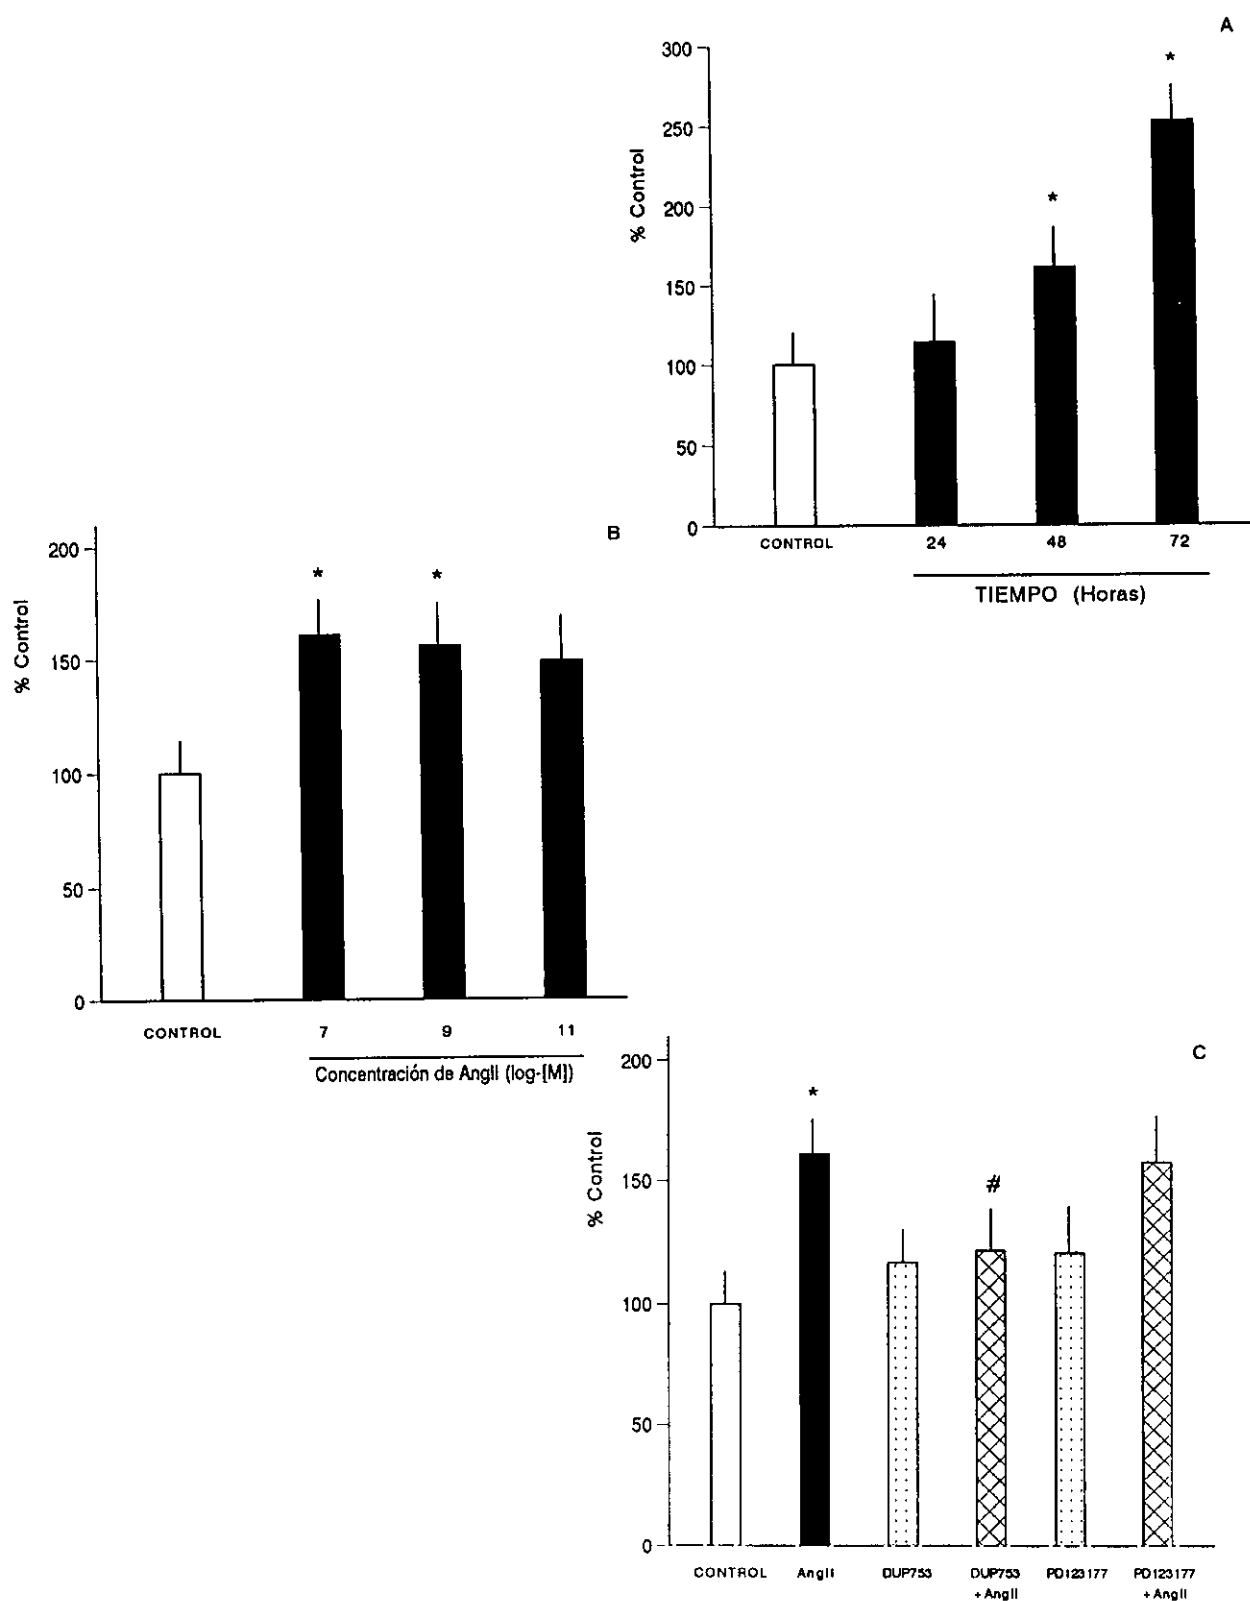 A
300
250
200
150
100
50
0
% Control
*
*
CONTROL 24 48 72
TIEMPO (Horas)
B
200
150
100
50
0
% Control
*
*
CONTROL 7 9 11
Concentración de AngII (log-[M])
C
200
150
100
50
0
% Control
*
#
CONTROL AngII DUP753 DUP753 PD123177 PD123177
+ AngII + AngII